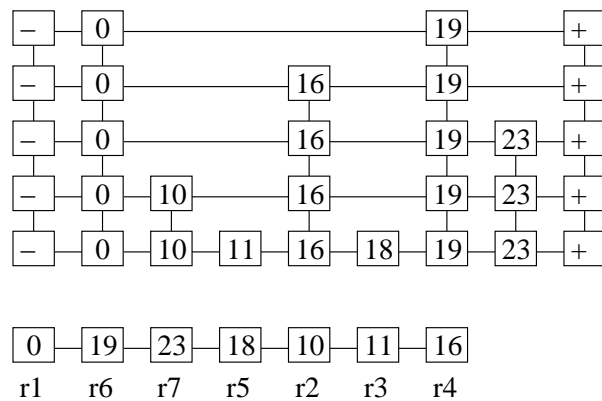 – 0 19 +
– 0 16 19 +
– 0 16 19 23 +
– 0 10 16 19 23 +
– 0 10 11 16 18 19 23 +
0 19 23 18 10 11 16
r1 r6 r7 r5 r2 r3 r4